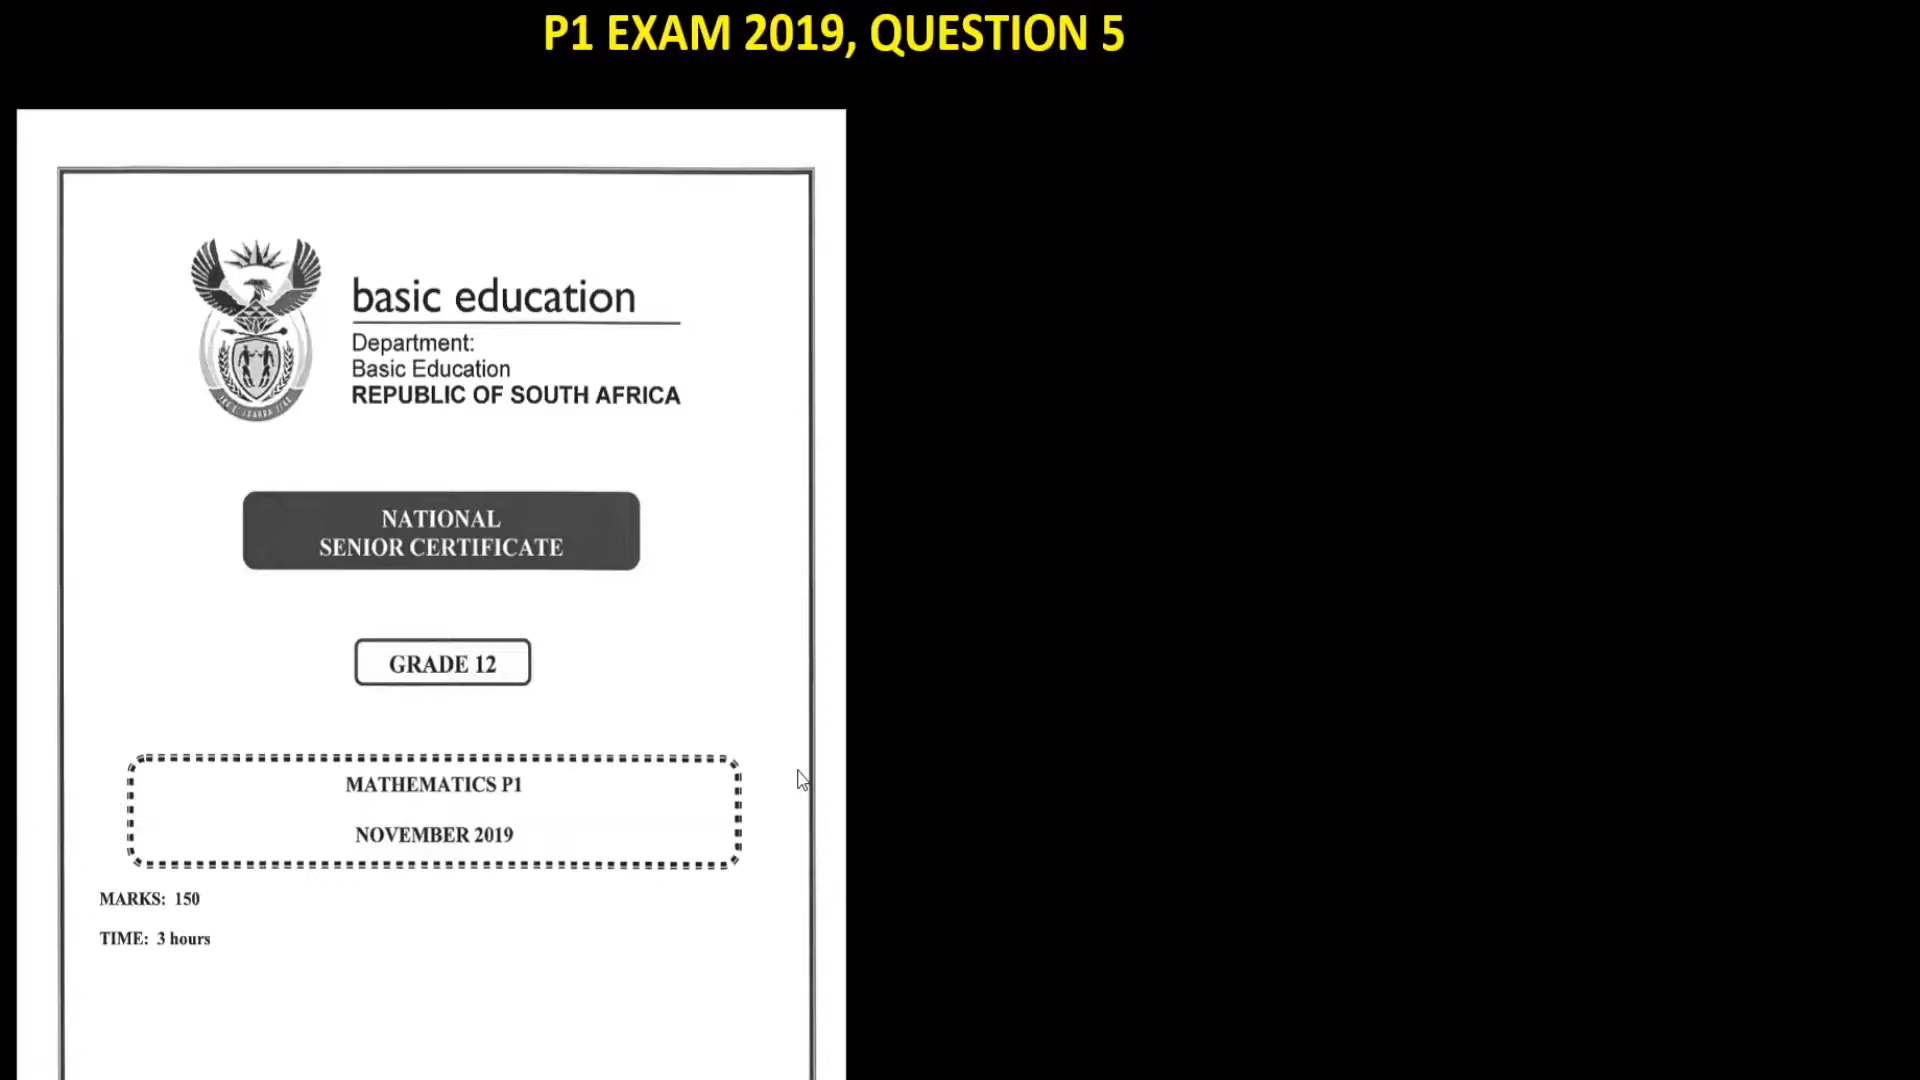 P1 EXAM 2019, QUESTION 5
basic education
Department:
Basic Education
REPUBLIC OF SOUTH AFRICA
NATIONAL
SENIOR CERTIFICATE
GRADE 12
MATHEMATICS P1
NOVEMBER 2019
MARKS: 150
TIME: 3 hours